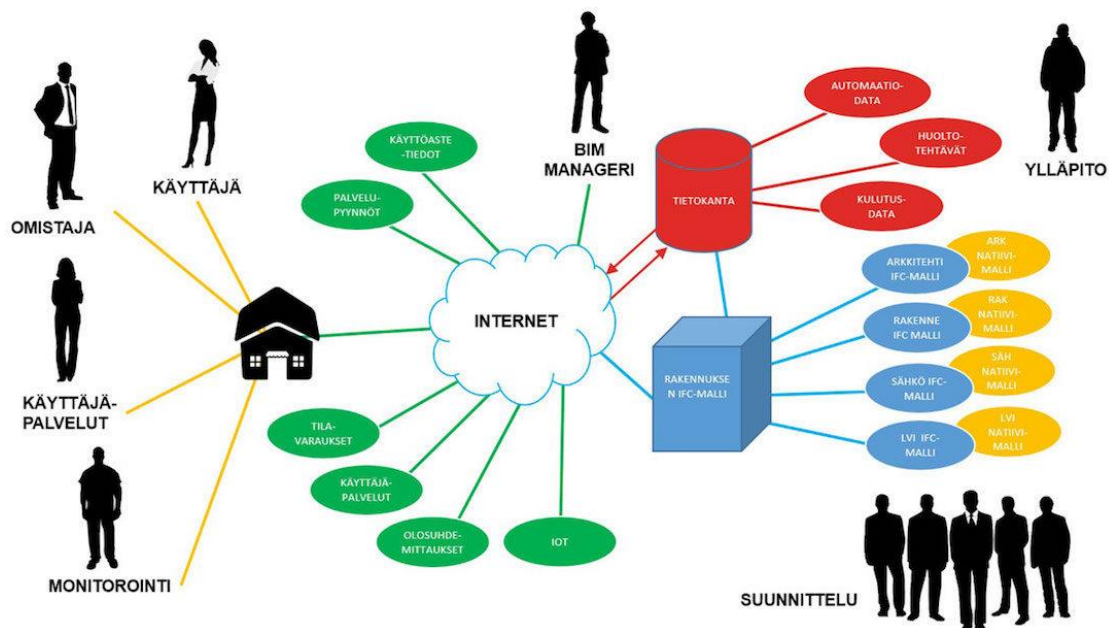 OMISTAJA
KÄYTTÄJÄ
KÄYTTÄJÄ-
PALVELUT
MONITOROINTI
KÄYTTÖASTE
-TIEDOT
PALVELU-
PYYNNÖT
INTERNET
TILA-
VARAUKSET
KÄYTTÄJÄ-
PALVELUT
OLOSUHDE-
MITTAUKSET
IOT
BIM
MANAGERI
TIETOKANTA
AUTOMAATIO-
DATA
HUOLTO-
TEHTÄVÄT
KULUTUS-
DATA
YLLÄPITO
RAKENNUKSE
N IFC-MALLI
ARKKITEHTI
IFC-MALLI
ARK
NATIIVI-
MALLI
RAKENNE
IFC MALLI
RAK
NATIIVI-
MALLI
SÄHKÖ IFC-
MALLI
SÄH
NATIIVI-
MALLI
LVI IFC-
MALLI
LVI
NATIIVI-
MALLI
SUUNNITTELU